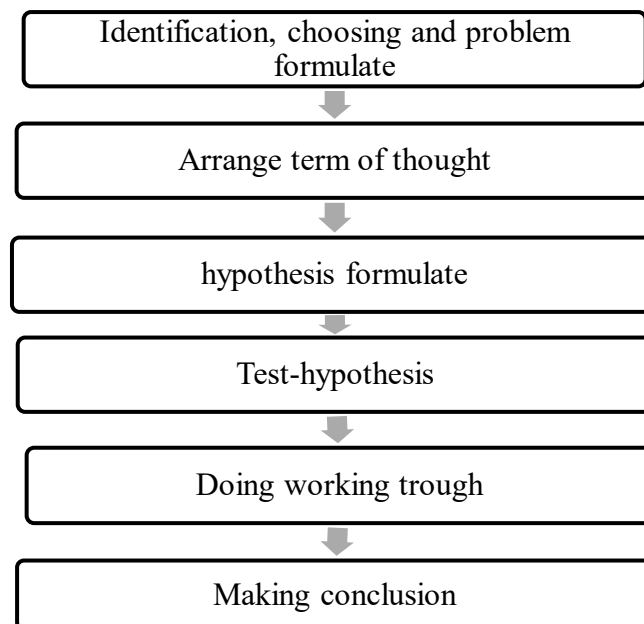 Identification, choosing and problem
formulate
Arrange term of thought
hypothesis formulate
Test-hypothesis
Doing working trough
Making conclusion